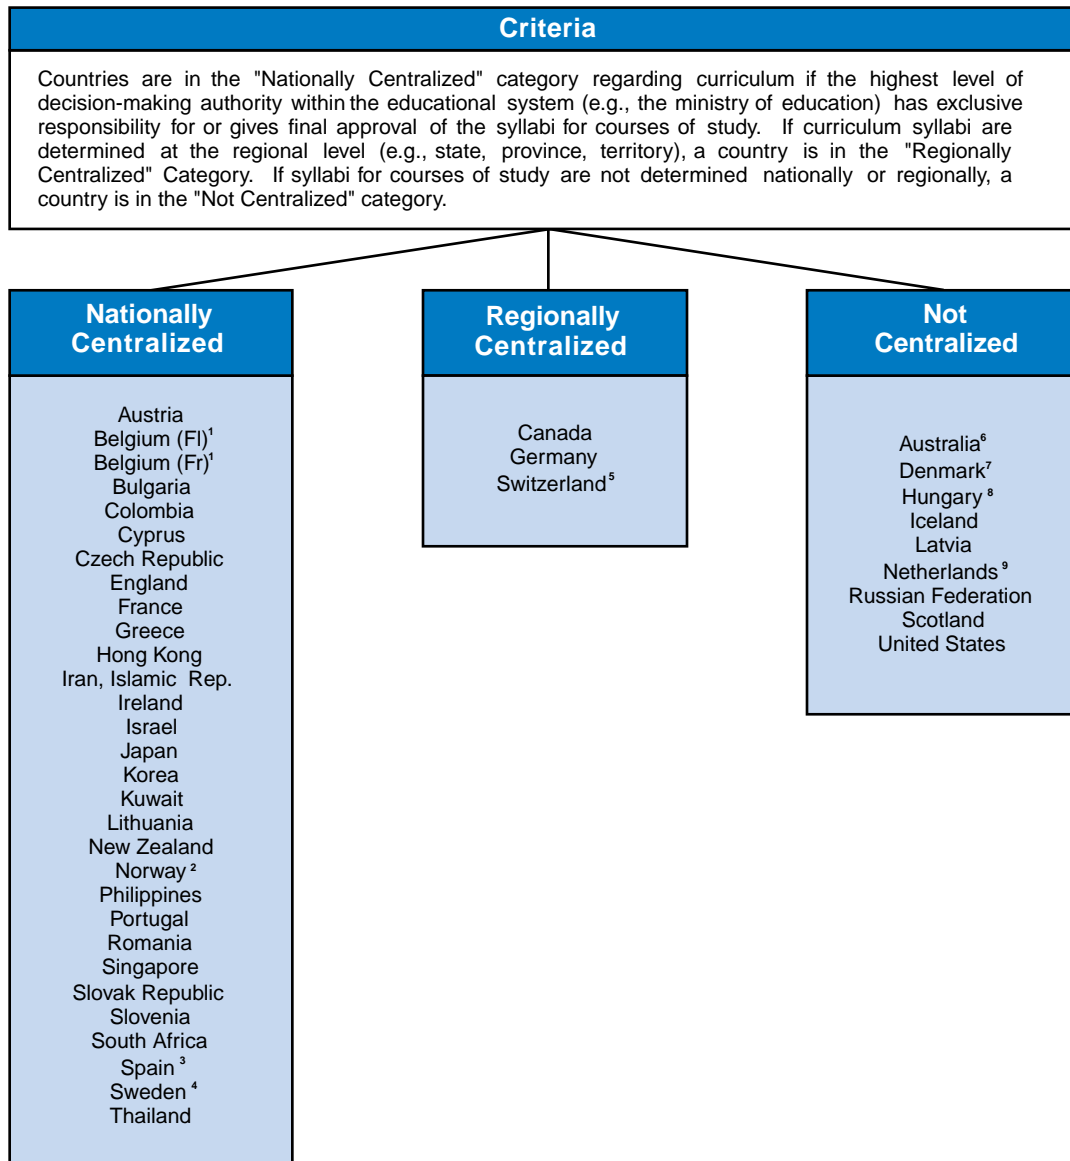 Criteria
Countries are in the "Nationally Centralized" category regarding curriculum if the highest level of
decision-making authority within the educational system (e.g., the ministry of education) has exclusive
responsibility for or gives final approval of the syllabi for courses of study. If curriculum syllabi are
determined at the regional level (e.g., state, province, territory), a country is in the "Regionally
Centralized" Category. If syllabi for courses of study are not determined nationally or regionally, a
country is in the "Not Centralized" category.
Nationally
Centralized
Austria
Belgium (Fl)¹
Belgium (Fr)¹
Bulgaria
Colombia
Cyprus
Czech Republic
England
France
Greece
Hong Kong
Iran, Islamic Rep.
Ireland
Israel
Japan
Korea
Kuwait
Lithuania
New Zealand
Norway ²
Philippines
Portugal
Romania
Singapore
Slovak Republic
Slovenia
South Africa
Spain ³
Sweden ⁴
Thailand
Regionally
Centralized
Canada
Germany
Switzerland ⁵
Not
Centralized
Australia⁶
Denmark⁷
Hungary ⁸
Iceland
Latvia
Netherlands ⁹
Russian Federation
Scotland
United States